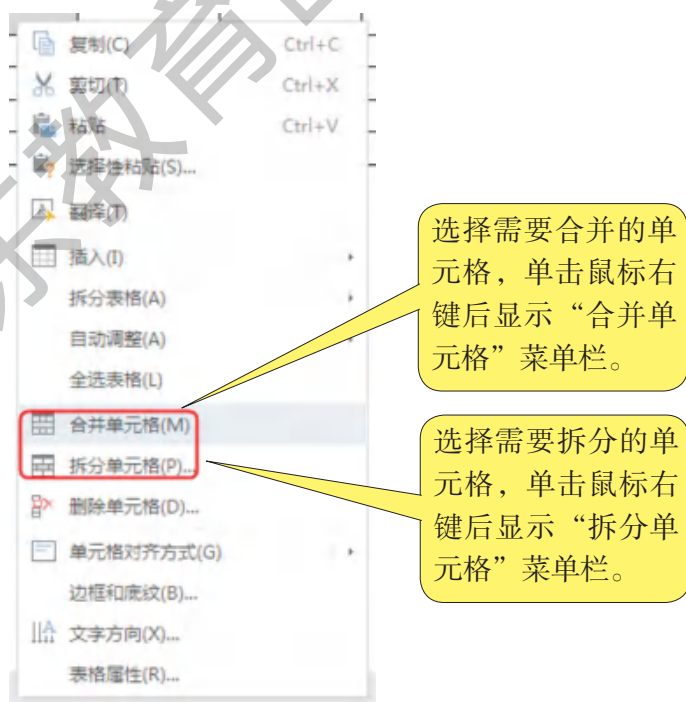 复制(C) Ctrl+C
剪切(T) Ctrl+X
粘贴 Ctrl+V
选择性粘贴(S)...
翻译(T)
插入(I)
拆分表格(A)
自动调整(A)
全选表格(L)
合并单元格(M)
拆分单元格(P)...
删除单元格(D)...
单元格对齐方式(G)
边框和底纹(B)...
文字方向(X)...
表格属性(R)...
选择需要合并的单
元格，单击鼠标右
键后显示“合并单
元格”菜单栏。
选择需要拆分的单
元格，单击鼠标右
键后显示“拆分单
元格”菜单栏。
教育